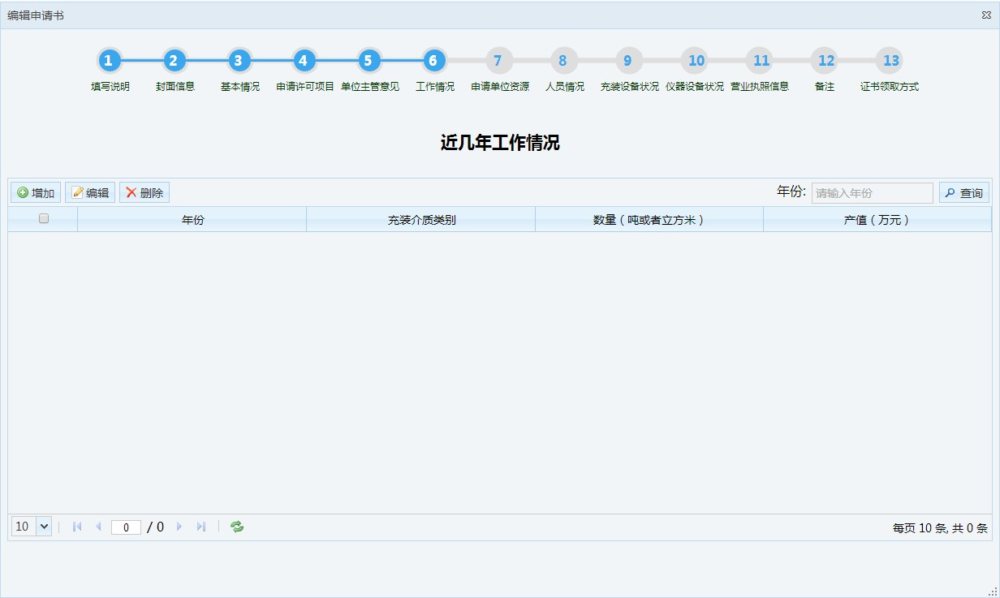 编辑申请书
1 2 3 4 5 6 7 8 9 10 11 12 13
填写说明 封面信息 基本情况 申请许可项目 单位主管意见 工作情况 申请单位资源 人员情况 充装设备状况 仪器设备状况 营业执照信息 备注 证书领取方式
近几年工作情况
增加 编辑 删除 年份: 请输入年份 查询
年份 充装介质类别 数量（吨或者立方米） 产值（万元）
10 0 / 0 每页 10 条, 共 0 条